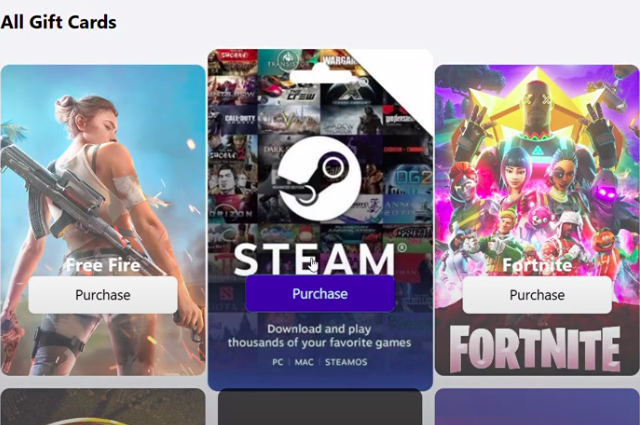 All Gift Cards
Free Fire
Purchase
STEAM®
Purchase
Download and play
thousands of your favorite games
PC | MAC | STEAMOS
Fortnite
Purchase
FORTNITE